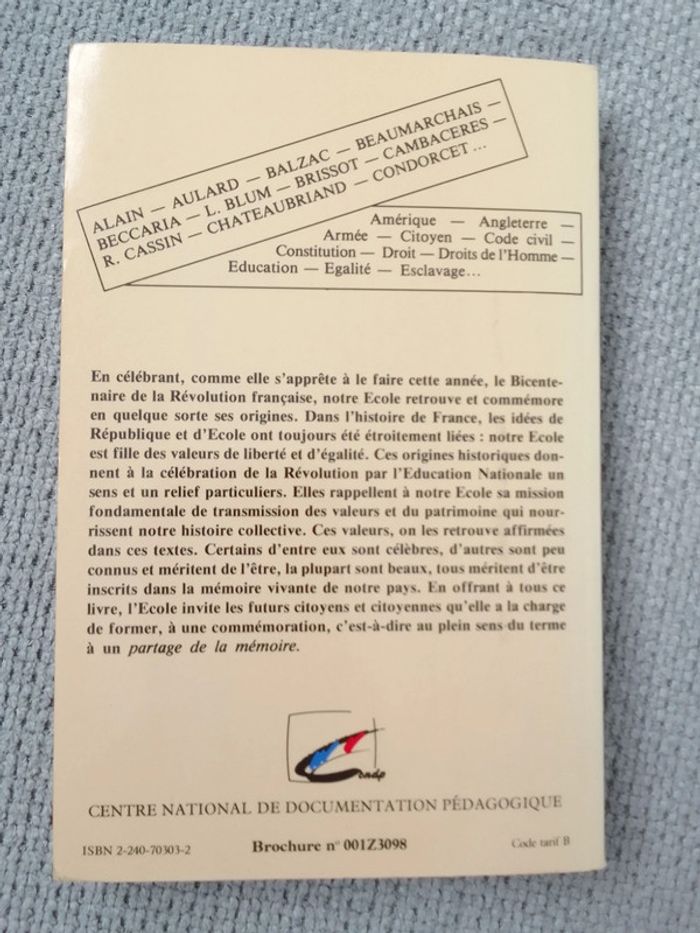 ALAIN — AULARD — BALZAC — BEAUMARCHAIS —
BECCARIA — L. BLUM — BRISSOT — CAMBACERES —
R. CASSIN — CHATEAUBRIAND — CONDORCET ...
Amérique — Angleterre —
Armée — Citoyen — Code civil —
Constitution — Droit — Droits de l'Homme —
Education — Egalité — Esclavage...
En célébrant, comme elle s'apprête à le faire cette année, le Bicente-
naire de la Révolution française, notre Ecole retrouve et commémore
en quelque sorte ses origines. Dans l'histoire de France, les idées de
République et d'Ecole ont toujours été étroitement liées : notre Ecole
est fille des valeurs de liberté et d'égalité. Ces origines historiques don-
nent à la célébration de la Révolution par l'Education Nationale un
sens et un relief particuliers. Elles rappellent à notre Ecole sa mission
fondamentale de transmission des valeurs et du patrimoine qui nour-
rissent notre histoire collective. Ces valeurs, on les retrouve affirmées
dans ces textes. Certains d'entre eux sont célèbres, d'autres sont peu
connus et méritent de l'être, la plupart sont beaux, tous méritent d'être
inscrits dans la mémoire vivante de notre pays. En offrant à tous ce
livre, l'Ecole invite les futurs citoyens et citoyennes qu'elle a la charge
de former, à une commémoration, c'est-à-dire au plein sens du terme
à un partage de la mémoire.
Cndp
CENTRE NATIONAL DE DOCUMENTATION PÉDAGOGIQUE
ISBN 2-240-70303-2 Brochure n° 001Z3098 Code tarif B